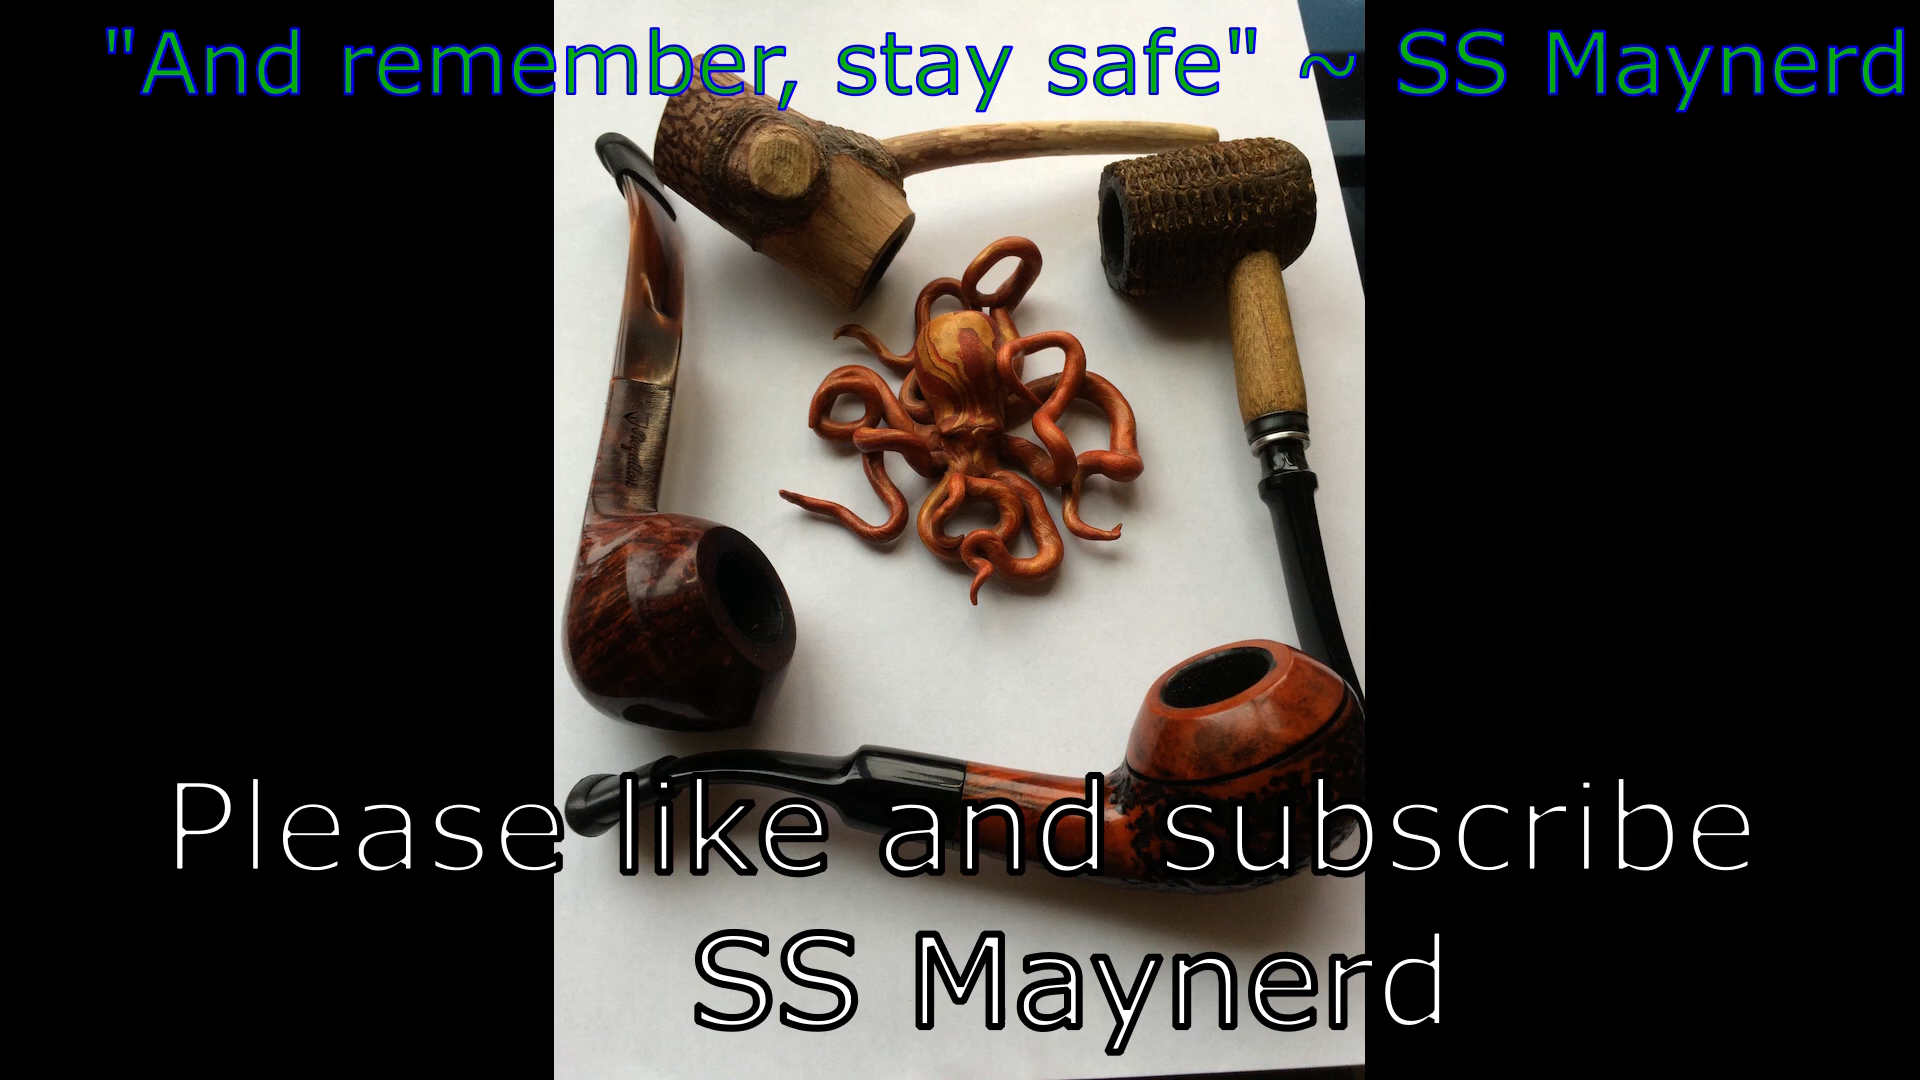 "And remember, stay safe" ~ SS Maynerd
Please like and subscribe
SS Maynerd